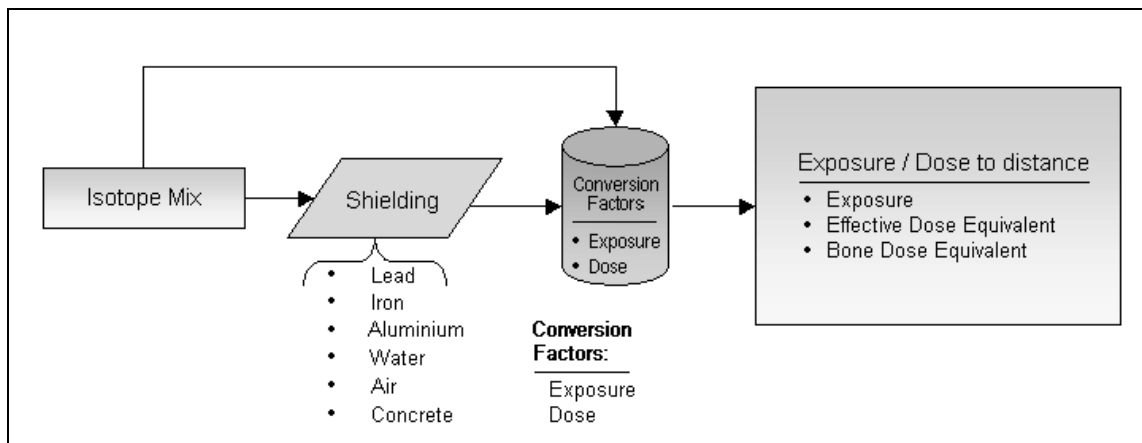 Isotope Mix
Shielding
• Lead
• Iron
• Aluminium
• Water
• Air
• Concrete
Conversion
Factors
• Exposure
• Dose
Conversion
Factors:
Exposure
Dose
Exposure / Dose to distance
• Exposure
• Effective Dose Equivalent
• Bone Dose Equivalent